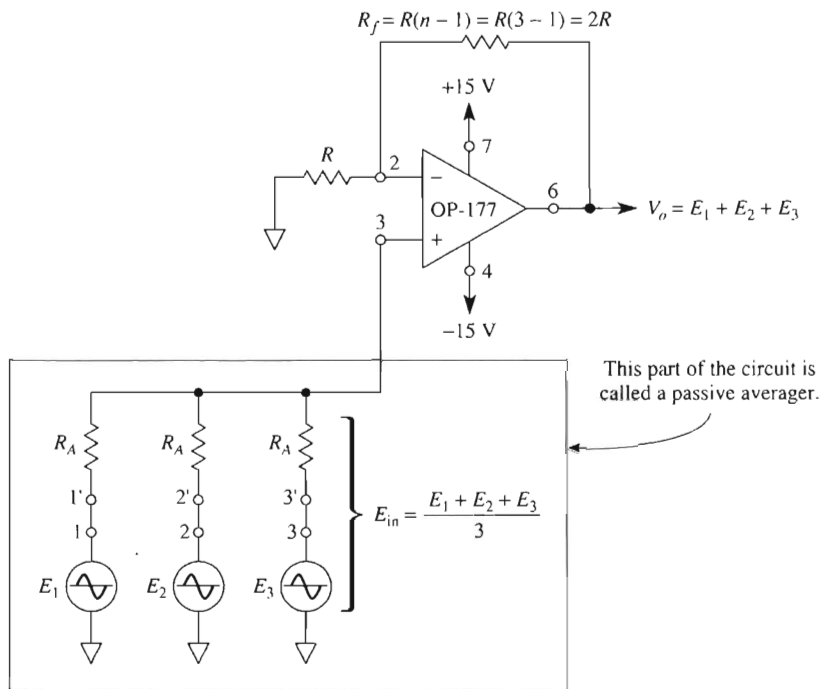 R_f = R(n − 1) = R(3 − 1) = 2R
+15 V
7
R
2
−
OP-177
6
V_o = E_1 + E_2 + E_3
3
+
4
−15 V
This part of the circuit is
called a passive averager.
R_A
R_A
R_A
1'
2'
3'
E_in = (E_1 + E_2 + E_3) / 3
1
2
3
E_1
E_2
E_3